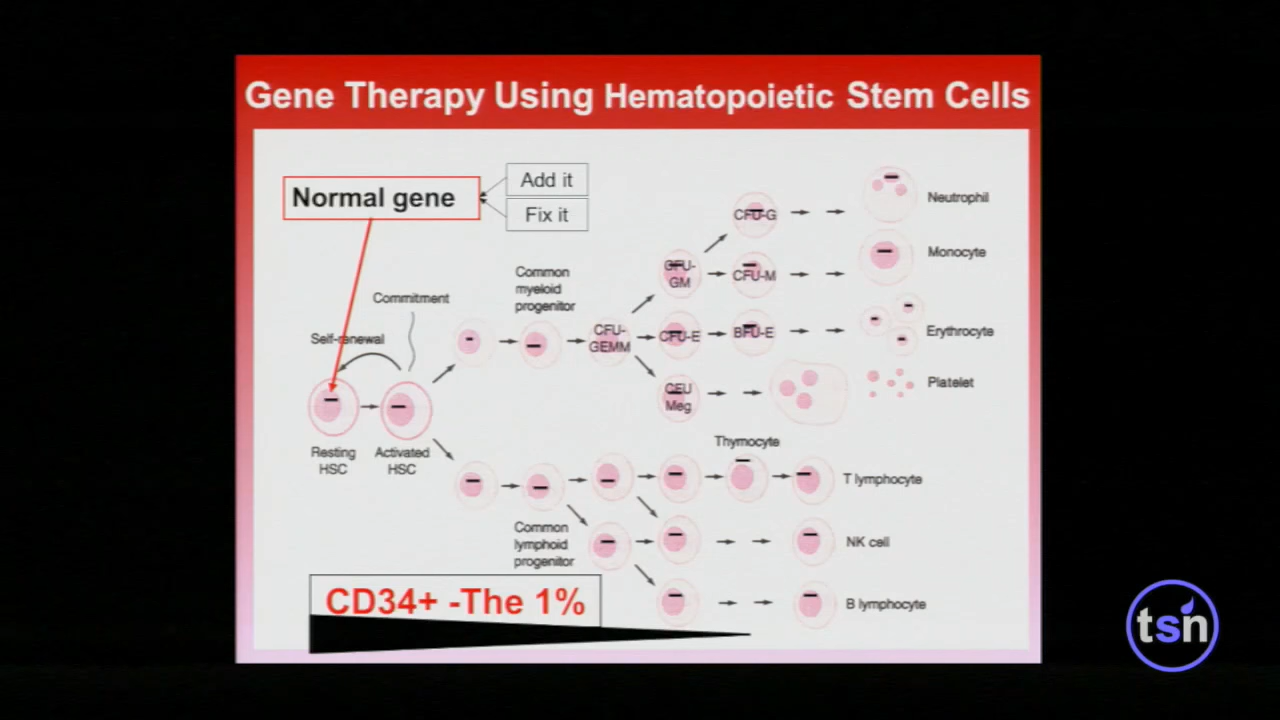 Gene Therapy Using Hematopoietic Stem Cells
Normal gene
Add it
Fix it
Commitment
Self-renewal
Resting
HSC
Activated
HSC
Common
myeloid
progenitor
CFU-
GEMM
CFU-
GM
CFU-G
CFU-M
CFU-E
BFU-E
CFU
Meg
Neutrophil
Monocyte
Erythrocyte
Platelet
Thymocyte
T lymphocyte
Common
lymphoid
progenitor
NK cell
B lymphocyte
CD34+ -The 1%
tsn